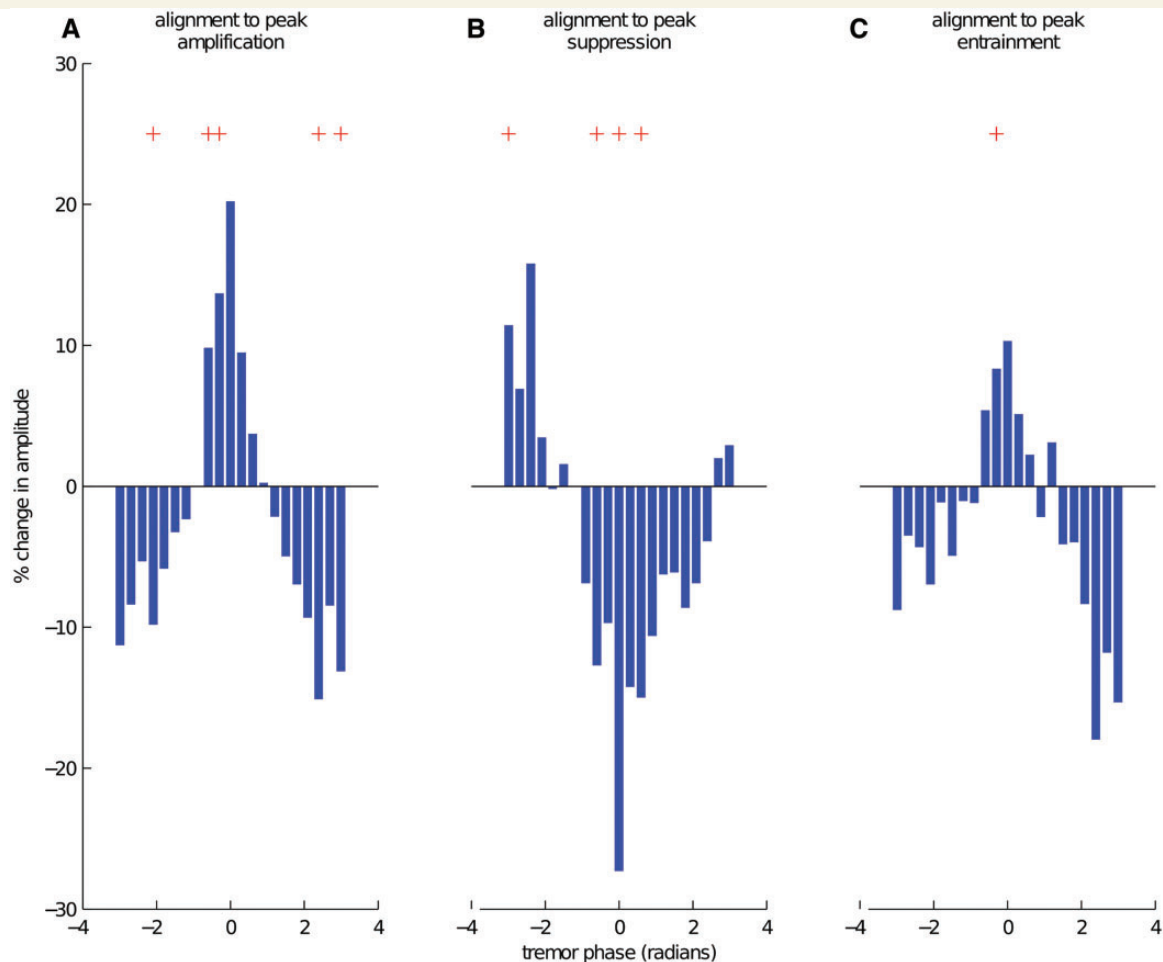 A
alignment to peak
amplification
B
alignment to peak
suppression
C
alignment to peak
entrainment
30
20
10
0
−10
−20
−30
% change in amplitude
−4 −2 0 2 4
−4 −2 0 2 4
−4 −2 0 2 4
tremor phase (radians)